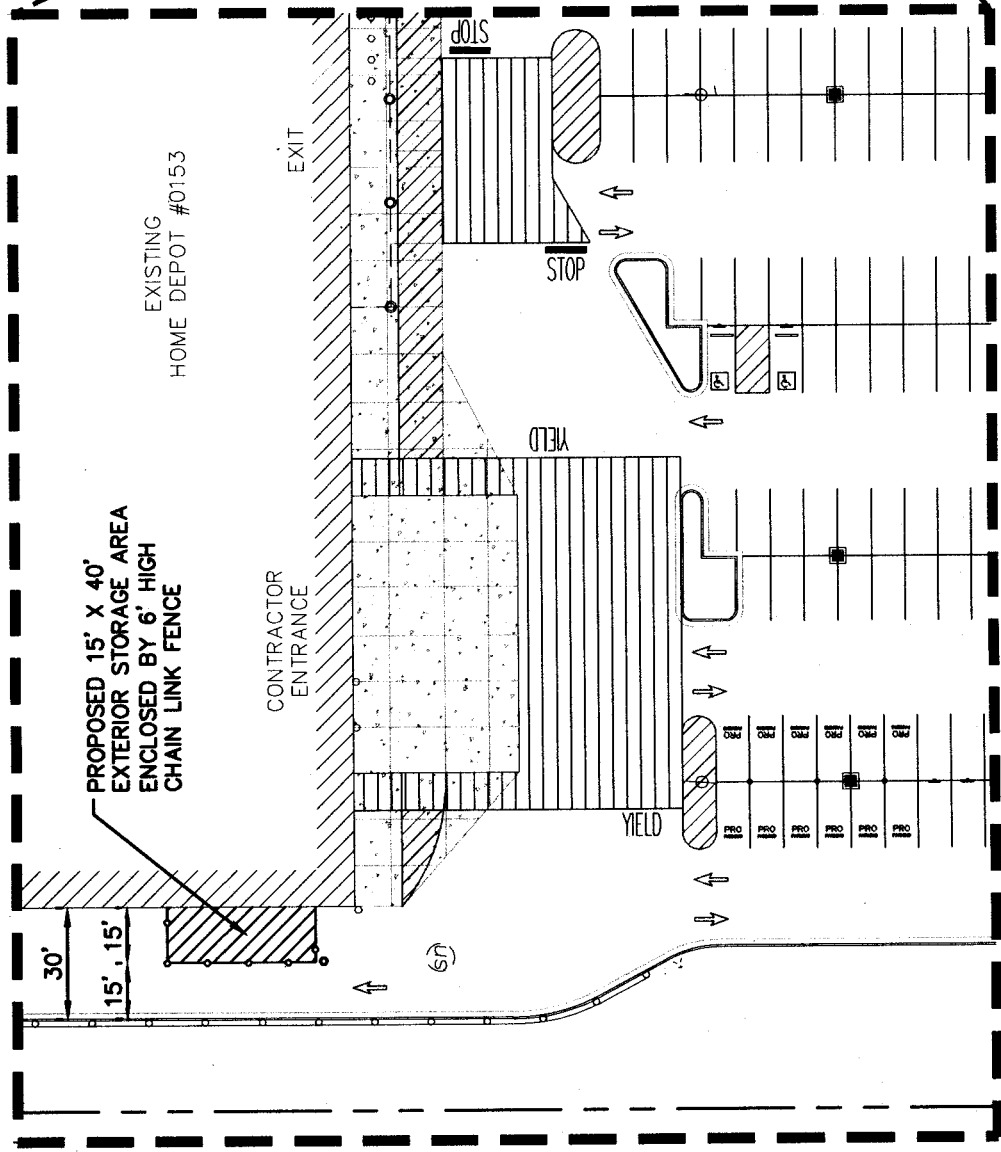 STOP
EXIT
EXISTING
HOME DEPOT #0153
STOP
YIELD
PROPOSED 15' X 40'
EXTERIOR STORAGE AREA
ENCLOSED BY 6' HIGH
CHAIN LINK FENCE
CONTRACTOR
ENTRANCE
YIELD
PRO
PRO
PRO
PRO
PRO
PRO
PRO
PRO
PRO
PRO
PRO
PRO
30'
15'
15'